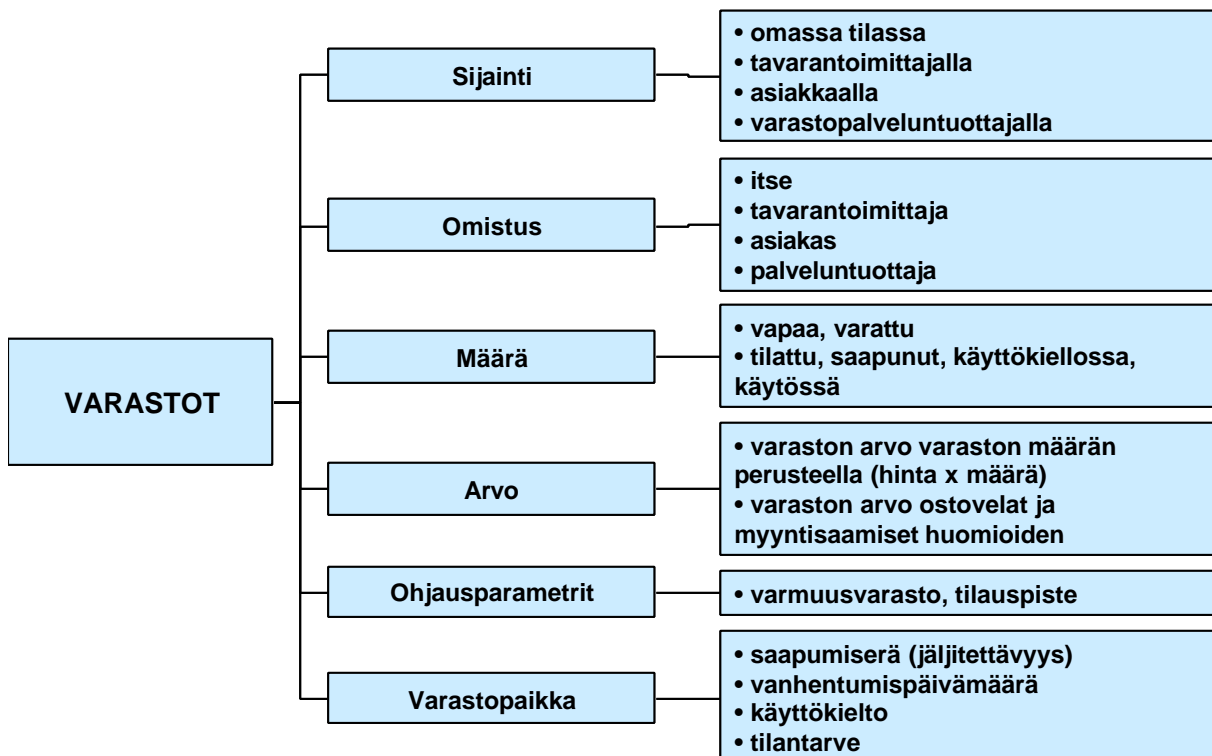 VARASTOT
Sijainti
• omassa tilassa
• tavarantoimittajalla
• asiakkaalla
• varastopalveluntuottajalla
Omistus
• itse
• tavarantoimittaja
• asiakas
• palveluntuottaja
Määrä
• vapaa, varattu
• tilattu, saapunut, käyttökiellossa,
käytössä
Arvo
• varaston arvo varaston määrän
perusteella (hinta x määrä)
• varaston arvo ostovelat ja
myyntisaamiset huomioiden
Ohjausparametrit
• varmuusvarasto, tilauspiste
Varastopaikka
• saapumiserä (jäljitettävyys)
• vanhentumispäivämäärä
• käyttökielto
• tilantarve